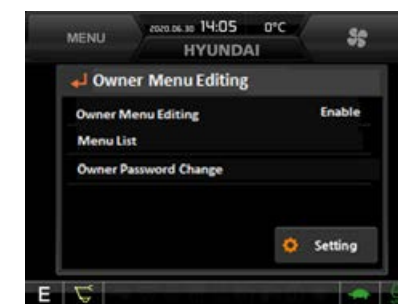 MENU 2020.06.30 14:05 0°C
HYUNDAI
Owner Menu Editing
Owner Menu Editing Enable
Menu List
Owner Password Change
Setting
E